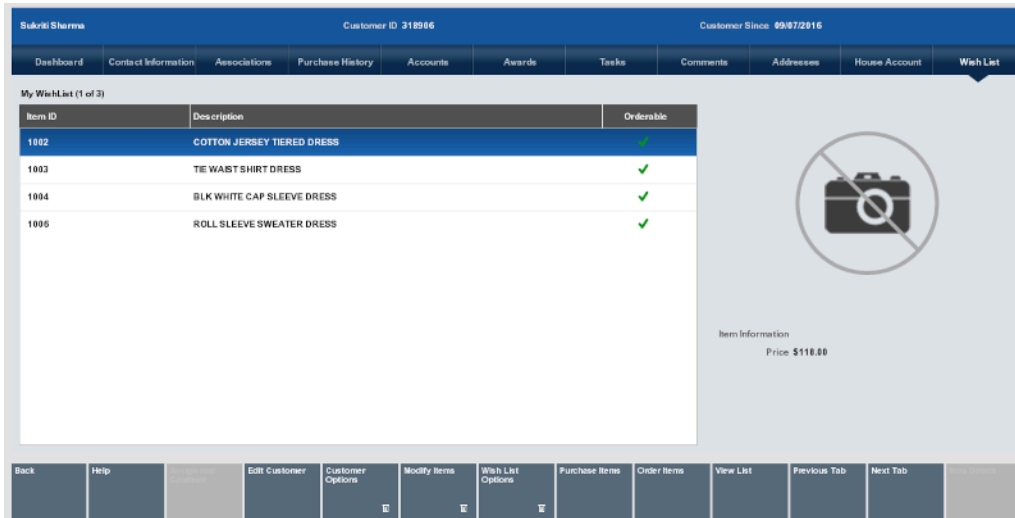 Sukriti Sharma Customer ID 318906 Customer Since 09/07/2016
Dashboard Contact Information Associations Purchase History Accounts Awards Tasks Comments Addresses House Account Wish List
My WishList (1 of 3)
Item ID Description Orderable
1002 COTTON JERSEY TIERED DRESS
1003 TIE WAIST SHIRT DRESS
1004 BLK WHITE CAP SLEEVE DRESS
1005 ROLL SLEEVE SWEATER DRESS
Item Information
Price $118.00
Back Help Edit Customer Customer Options Modify Items Wish List Options Purchase Items Order Items View List Previous Tab Next Tab